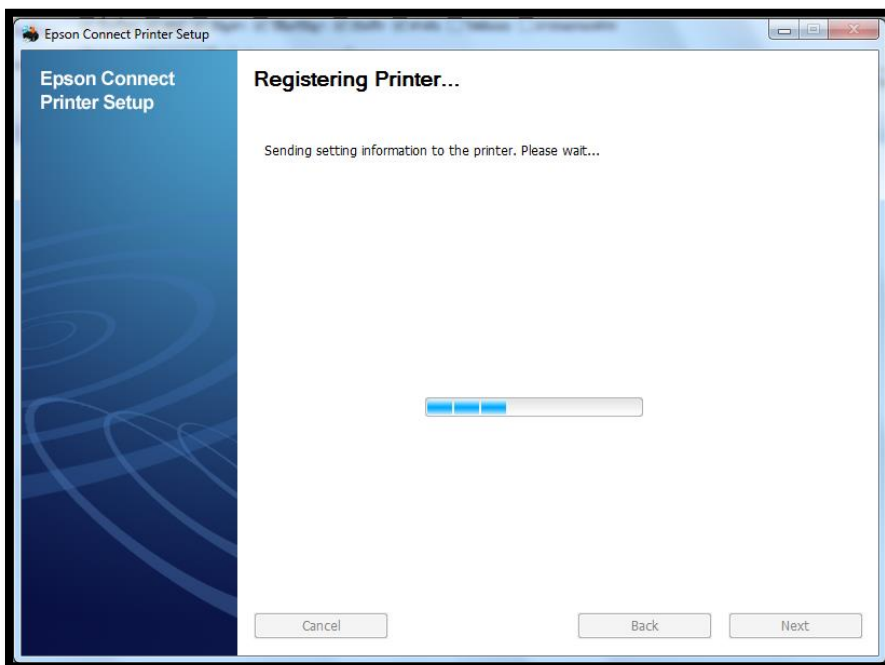 Epson Connect Printer Setup
Epson Connect
Printer Setup
Registering Printer...
Sending setting information to the printer. Please wait...
Cancel
Back
Next